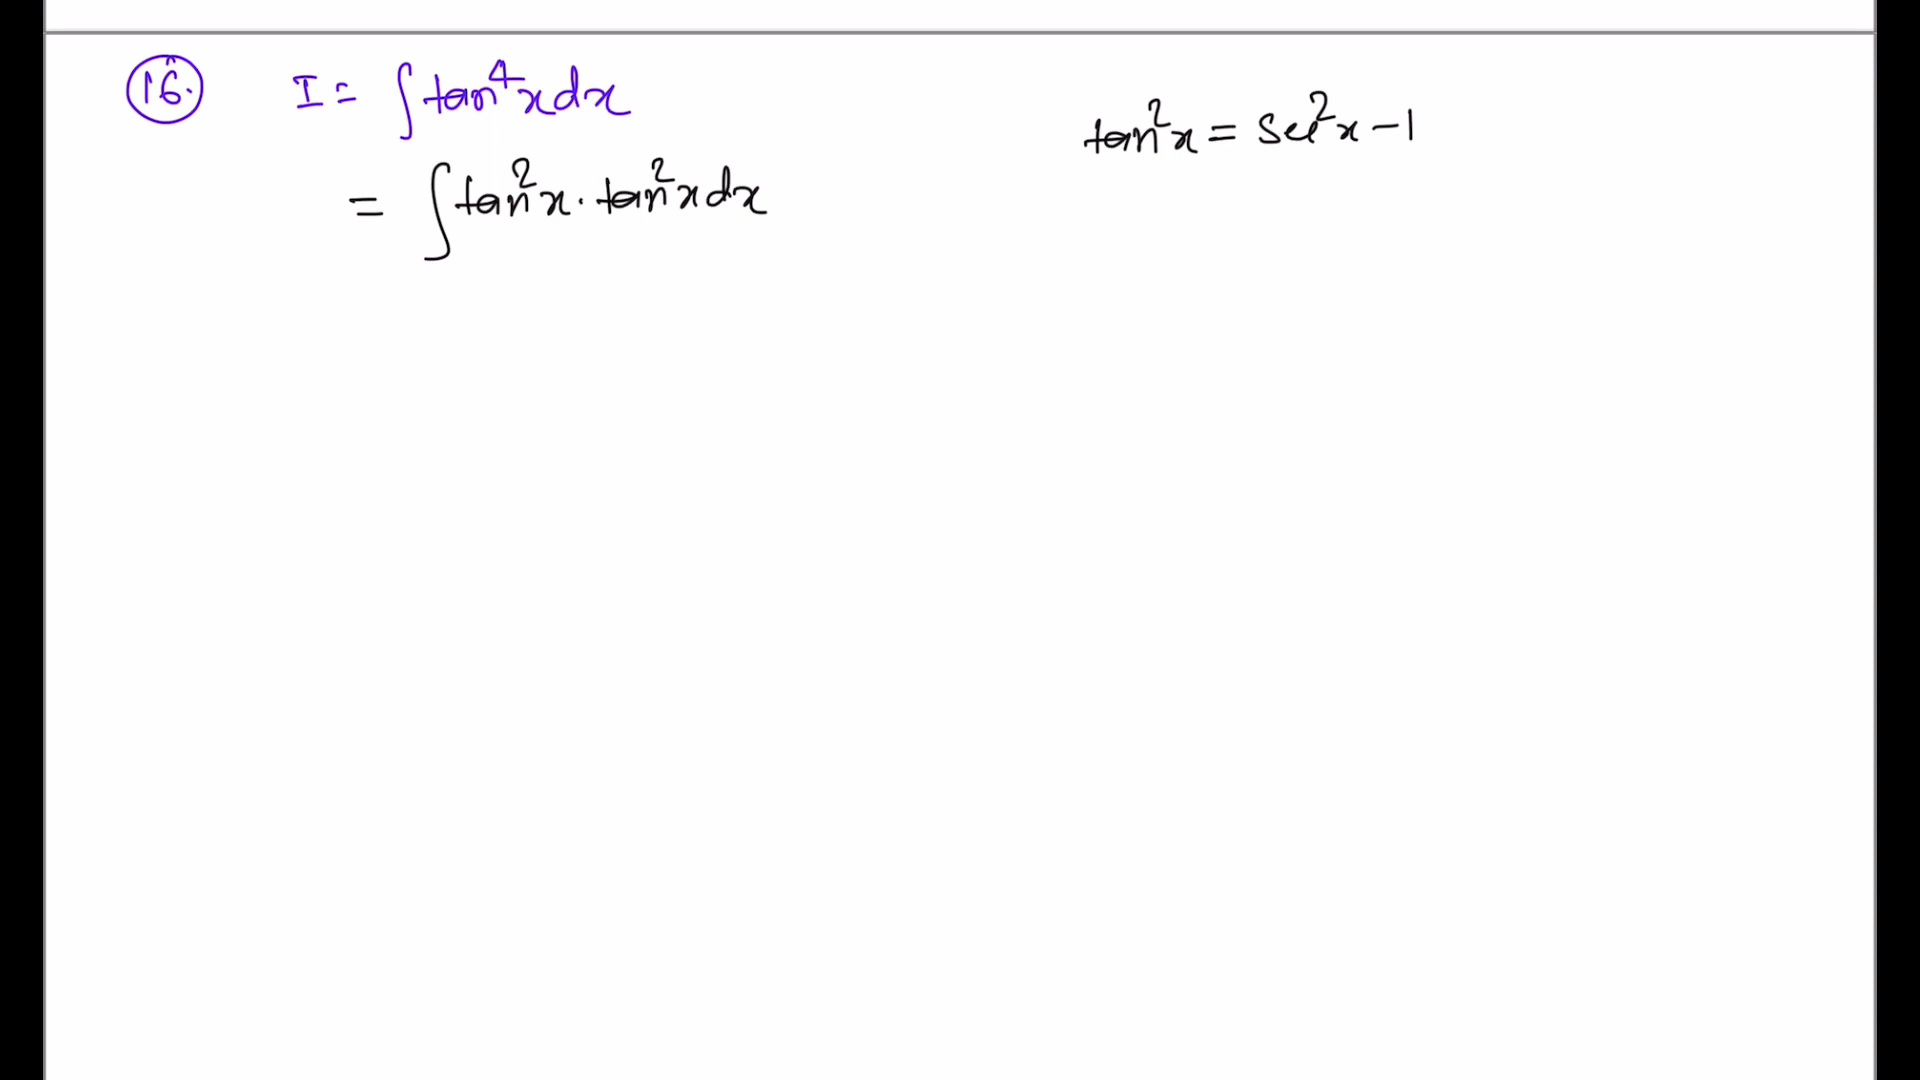 16. I = ∫tan⁴x dx
tan²x = sec²x - 1
= ∫tan²x · tan²x dx